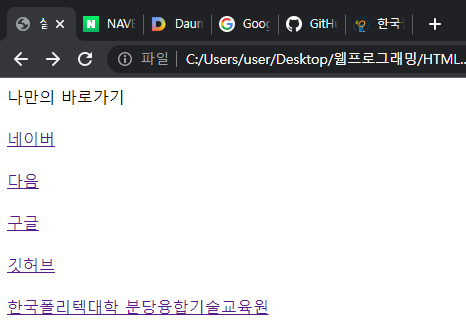 NAVE
Daum
Goog
GitHu
한국
파일 C:/Users/user/Desktop/웹프로그래밍/HTML...
나만의 바로가기
네이버
다음
구글
깃허브
한국폴리텍대학 분당융합기술교육원